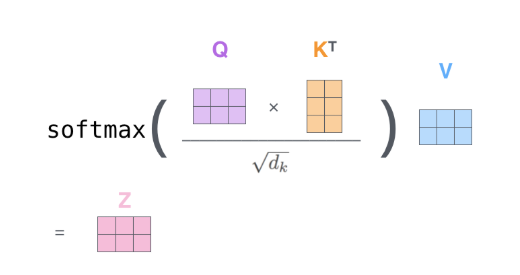 Q K^T V
softmax( × )
√d_k
Z
=